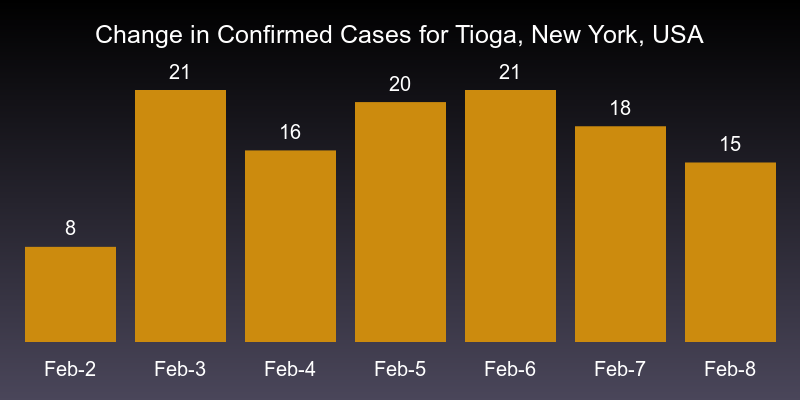 Change in Confirmed Cases for Tioga, New York, USA
8
21
16
20
21
18
15
Feb-2
Feb-3
Feb-4
Feb-5
Feb-6
Feb-7
Feb-8